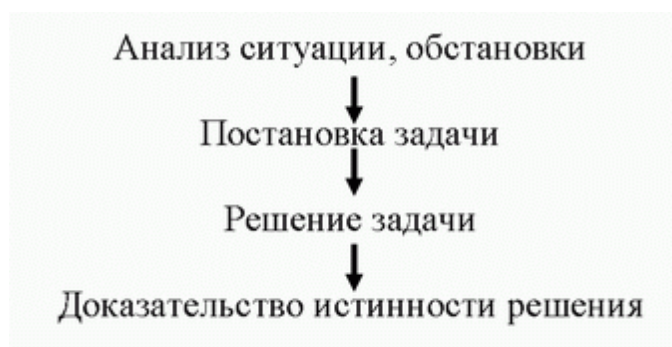 Анализ ситуации, обстановки
Постановка задачи
Решение задачи
Доказательство истинности решения